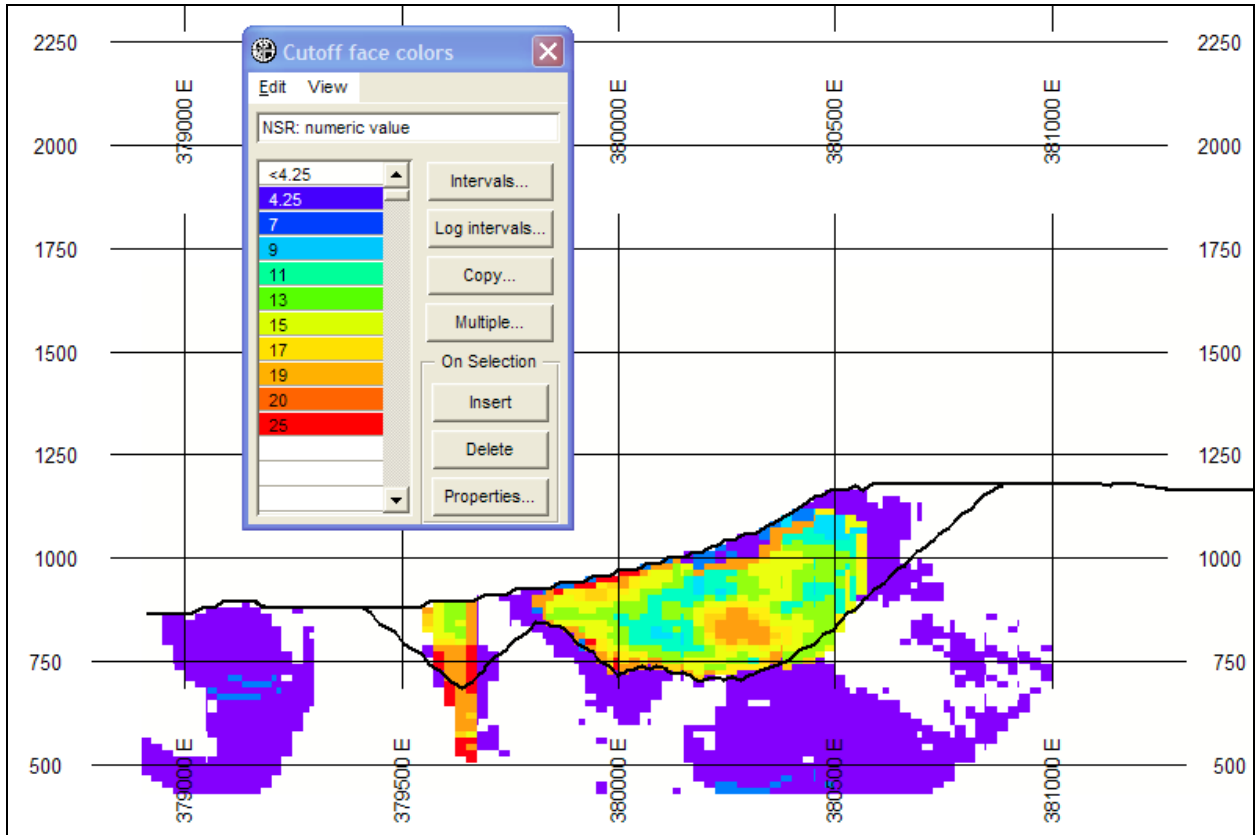 2250
2250
Cutoff face colors
Edit View
NSR: numeric value
<4.25
4.25
7
9
11
13
15
17
19
20
25
Intervals...
Log intervals...
Copy...
Multiple...
On Selection
Insert
Delete
Properties...
379000 E
380000 E
380500 E
381000 E
2000
2000
1750
1750
1500
1500
1250
1250
1000
1000
750
750
500
500
379000 E
379500 E
380000 E
380500 E
381000 E